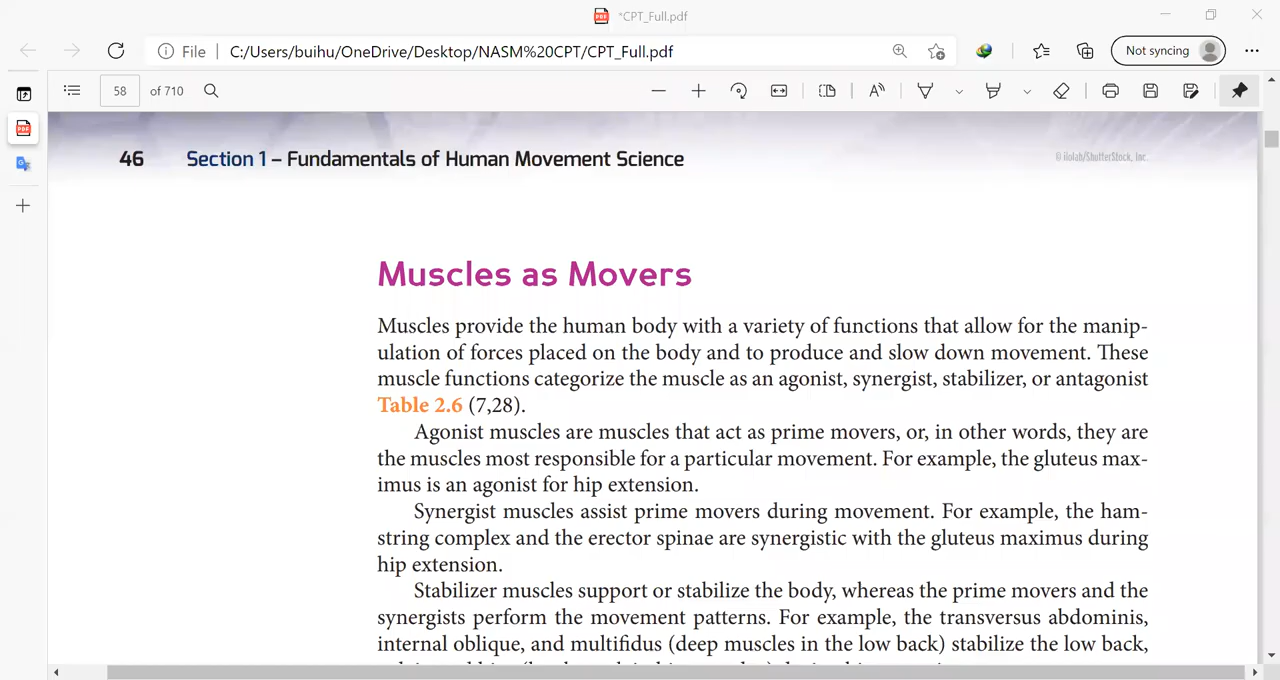 *CPT_Full.pdf
File C:/Users/buihu/OneDrive/Desktop/NASM%20CPT/CPT_Full.pdf Not syncing
58 of 710
46 Section 1 – Fundamentals of Human Movement Science © ilolab/ShutterStock, Inc.
Muscles as Movers
Muscles provide the human body with a variety of functions that allow for the manip-
ulation of forces placed on the body and to produce and slow down movement. These
muscle functions categorize the muscle as an agonist, synergist, stabilizer, or antagonist
Table 2.6 (7,28).
Agonist muscles are muscles that act as prime movers, or, in other words, they are
the muscles most responsible for a particular movement. For example, the gluteus max-
imus is an agonist for hip extension.
Synergist muscles assist prime movers during movement. For example, the ham-
string complex and the erector spinae are synergistic with the gluteus maximus during
hip extension.
Stabilizer muscles support or stabilize the body, whereas the prime movers and the
synergists perform the movement patterns. For example, the transversus abdominis,
internal oblique, and multifidus (deep muscles in the low back) stabilize the low back,